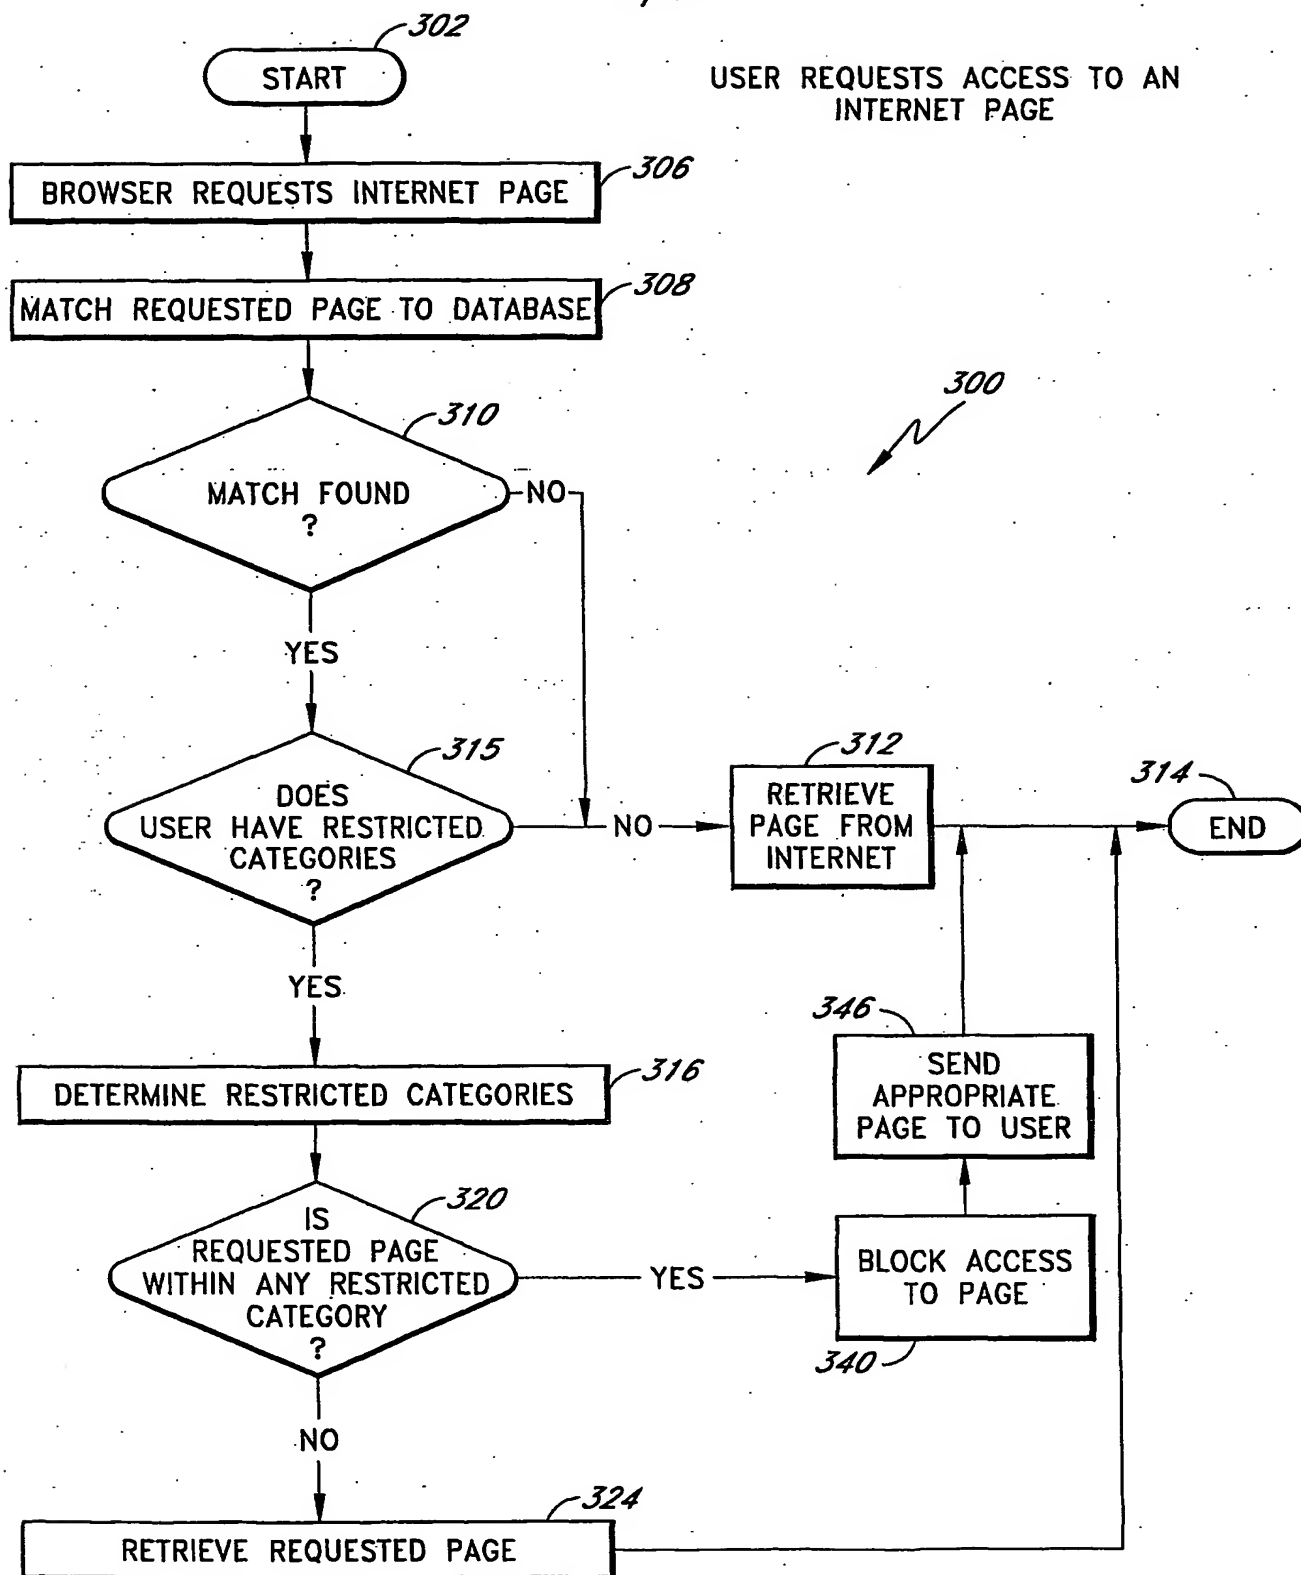 302
START
USER REQUESTS ACCESS TO AN
INTERNET PAGE
306
BROWSER REQUESTS INTERNET PAGE
308
MATCH REQUESTED PAGE TO DATABASE
300
310
MATCH FOUND
?
NO
YES
315
DOES
USER HAVE RESTRICTED
CATEGORIES
?
NO
312
RETRIEVE
PAGE FROM
INTERNET
314
END
YES
316
DETERMINE RESTRICTED CATEGORIES
346
SEND
APPROPRIATE
PAGE TO USER
320
IS
REQUESTED PAGE
WITHIN ANY RESTRICTED
CATEGORY
?
YES
BLOCK ACCESS
TO PAGE
340
NO
324
RETRIEVE REQUESTED PAGE